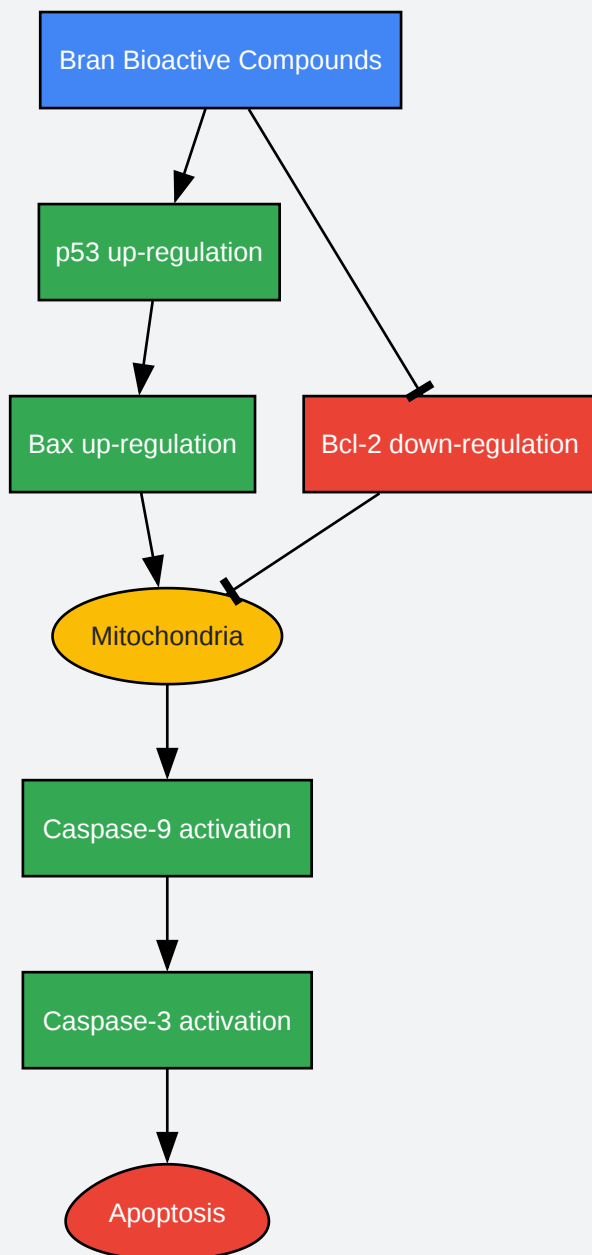 Bran Bioactive Compounds
p53 up-regulation
Bax up-regulation
Bcl-2 down-regulation
Mitochondria
Caspase-9 activation
Caspase-3 activation
Apoptosis